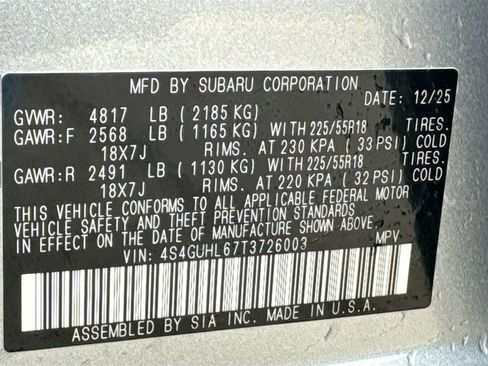 MFD BY SUBARU CORPORATION
DATE: 12/25
GVWR: 4817 LB (2185 KG)
GAWR:F 2568 LB (1165 KG) WITH 225/55R18 TIRES.
18X7J RIMS. AT 230 KPA (33 PSI) COLD
GAWR:R 2491 LB (1130 KG) WITH 225/55R18 TIRES.
18X7J RIMS. AT 220 KPA (32 PSI) COLD
THIS VEHICLE CONFORMS TO ALL APPLICABLE FEDERAL MOTOR
VEHICLE SAFETY AND THEFT PREVENTION STANDARDS
IN EFFECT ON THE DATE OF MANUFACTURE SHOWN ABOVE.
VIN: 4S4GUHL67T3726003 MPV
ASSEMBLED BY SIA INC. MADE IN U.S.A.